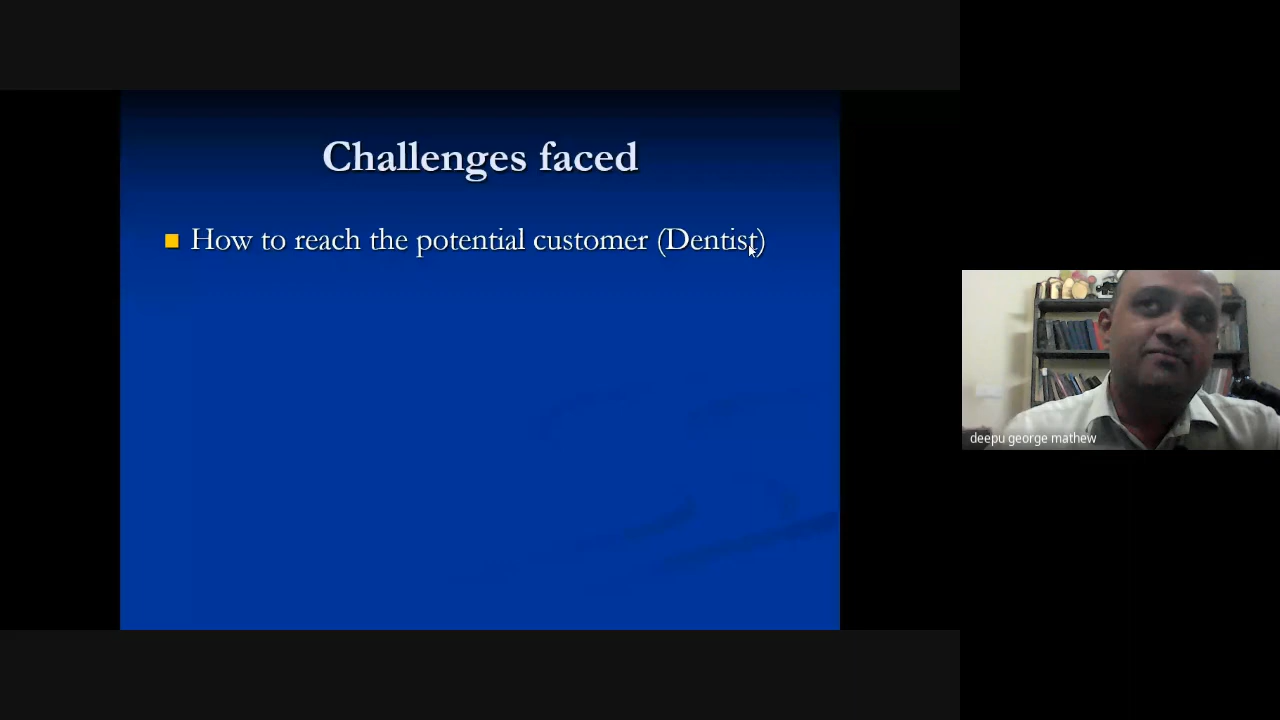 Challenges faced
How to reach the potential customer (Dentist)
deepu george mathew